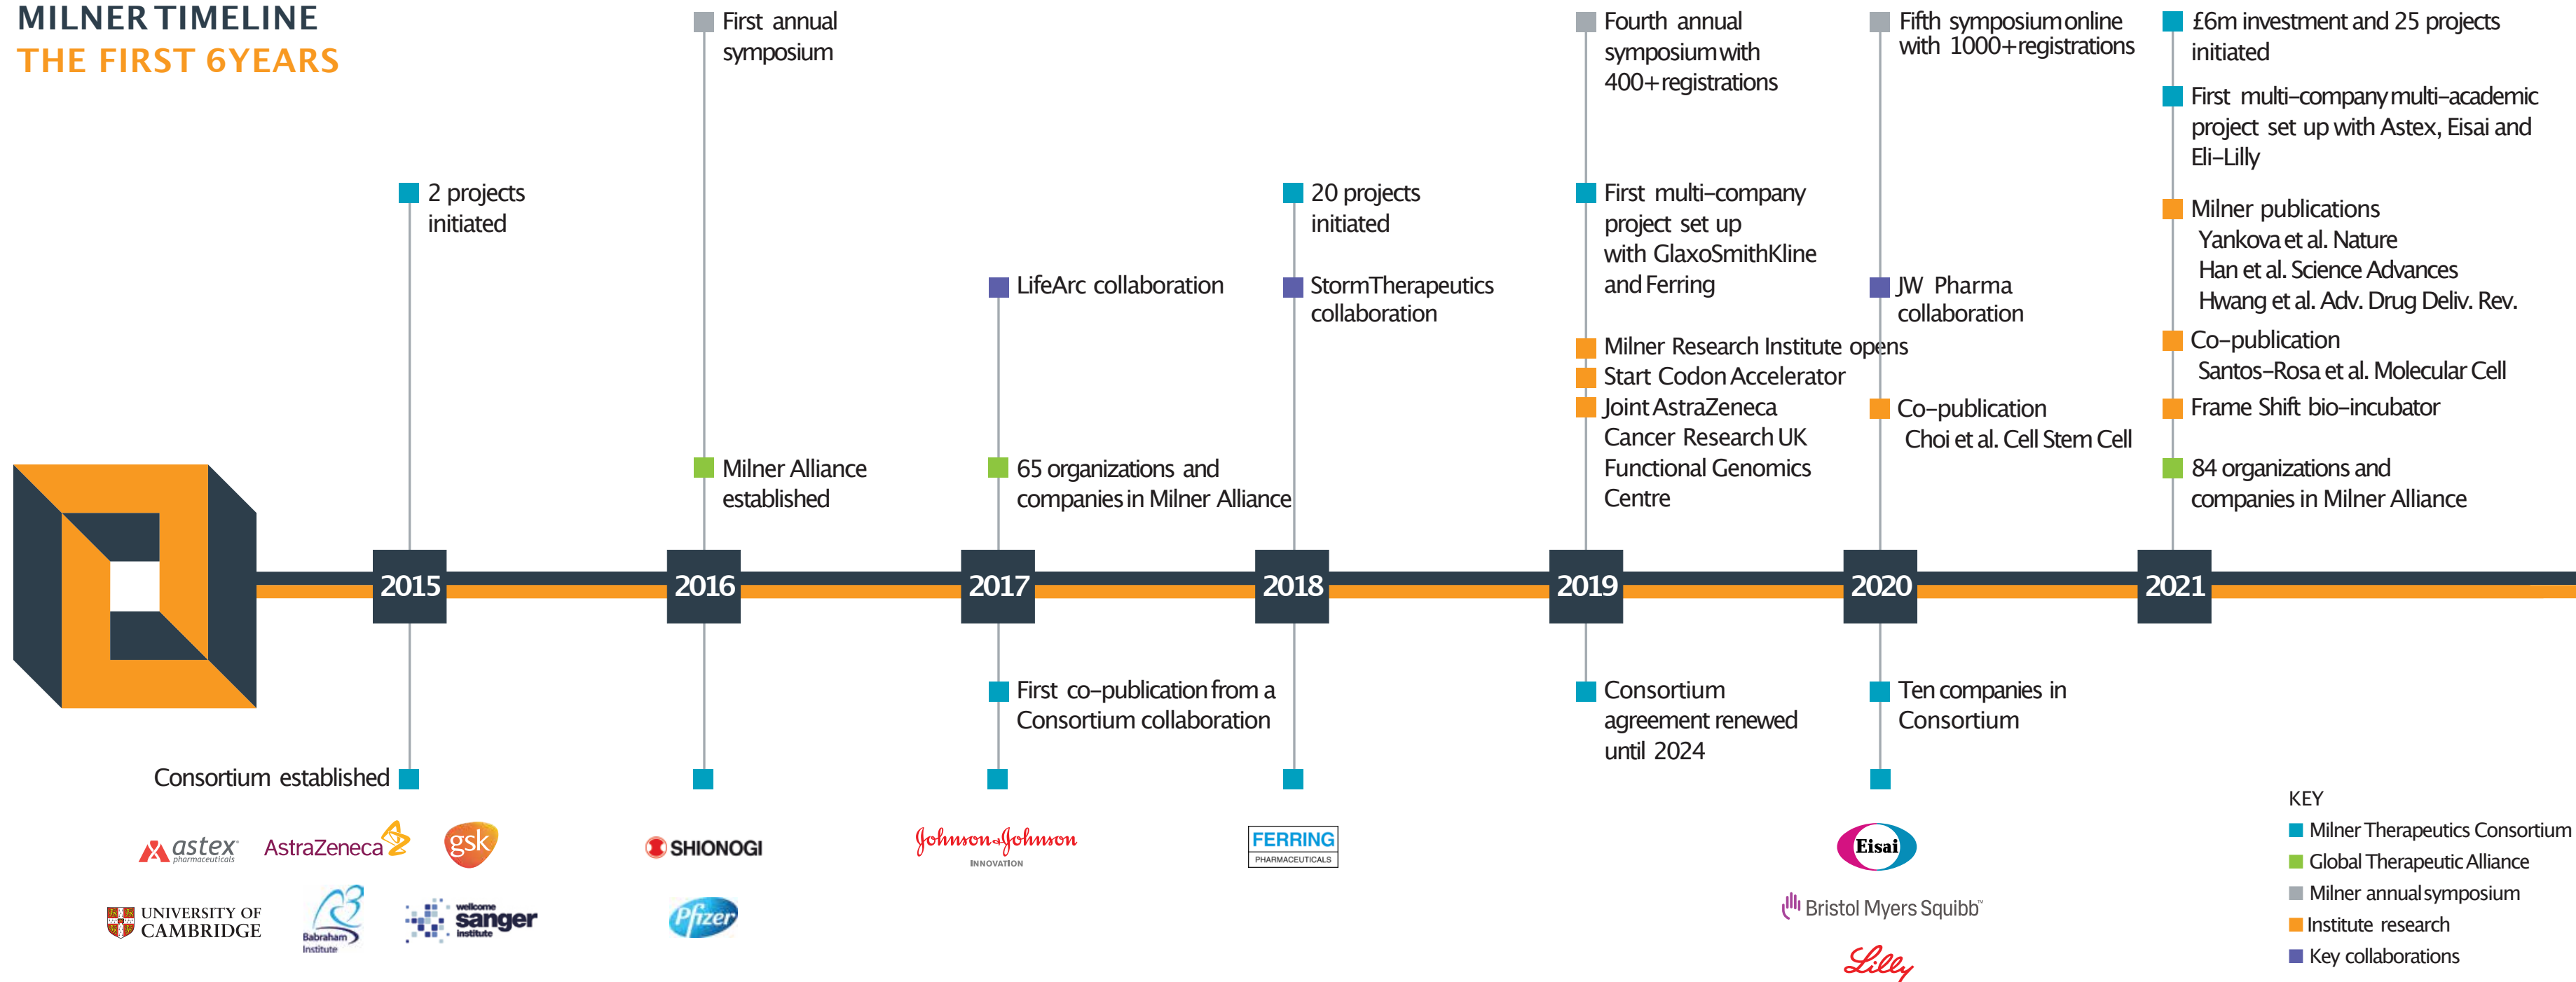 MILNER TIMELINE
THE FIRST 6YEARS
2 projects
initiated
2015
Consortium established
astex
pharmaceuticals
AstraZeneca
gsk
UNIVERSITY OF
CAMBRIDGE
Babraham
Institute
wellcome
sanger
institute
First annual
symposium
Milner Alliance
established
2016
SHIONOGI
Pfizer
LifeArc collaboration
65 organizations and
companies in Milner Alliance
2017
First co-publication from a
Consortium collaboration
Johnson & Johnson
INNOVATION
20 projects
initiated
StormTherapeutics
collaboration
2018
FERRING
PHARMACEUTICALS
Fourth annual
symposium with
400+registrations
First multi-company
project set up
with GlaxoSmithKline
and Ferring
Milner Research Institute opens
Start Codon Accelerator
Joint AstraZeneca
Cancer Research UK
Functional Genomics
Centre
2019
Consortium
agreement renewed
until 2024
Fifth symposium online
with 1000+registrations
JW Pharma
collaboration
Co-publication
Choi et al. Cell Stem Cell
2020
Ten companies in
Consortium
Eisai
Bristol Myers Squibb™
Lilly
£6m investment and 25 projects
initiated
First multi-company multi-academic
project set up with Astex, Eisai and
Eli-Lilly
Milner publications
Yankova et al. Nature
Han et al. Science Advances
Hwang et al. Adv. Drug Deliv. Rev.
Co-publication
Santos-Rosa et al. Molecular Cell
Frame Shift bio-incubator
84 organizations and
companies in Milner Alliance
2021
KEY
Milner Therapeutics Consortium
Global Therapeutic Alliance
Milner annual symposium
Institute research
Key collaborations